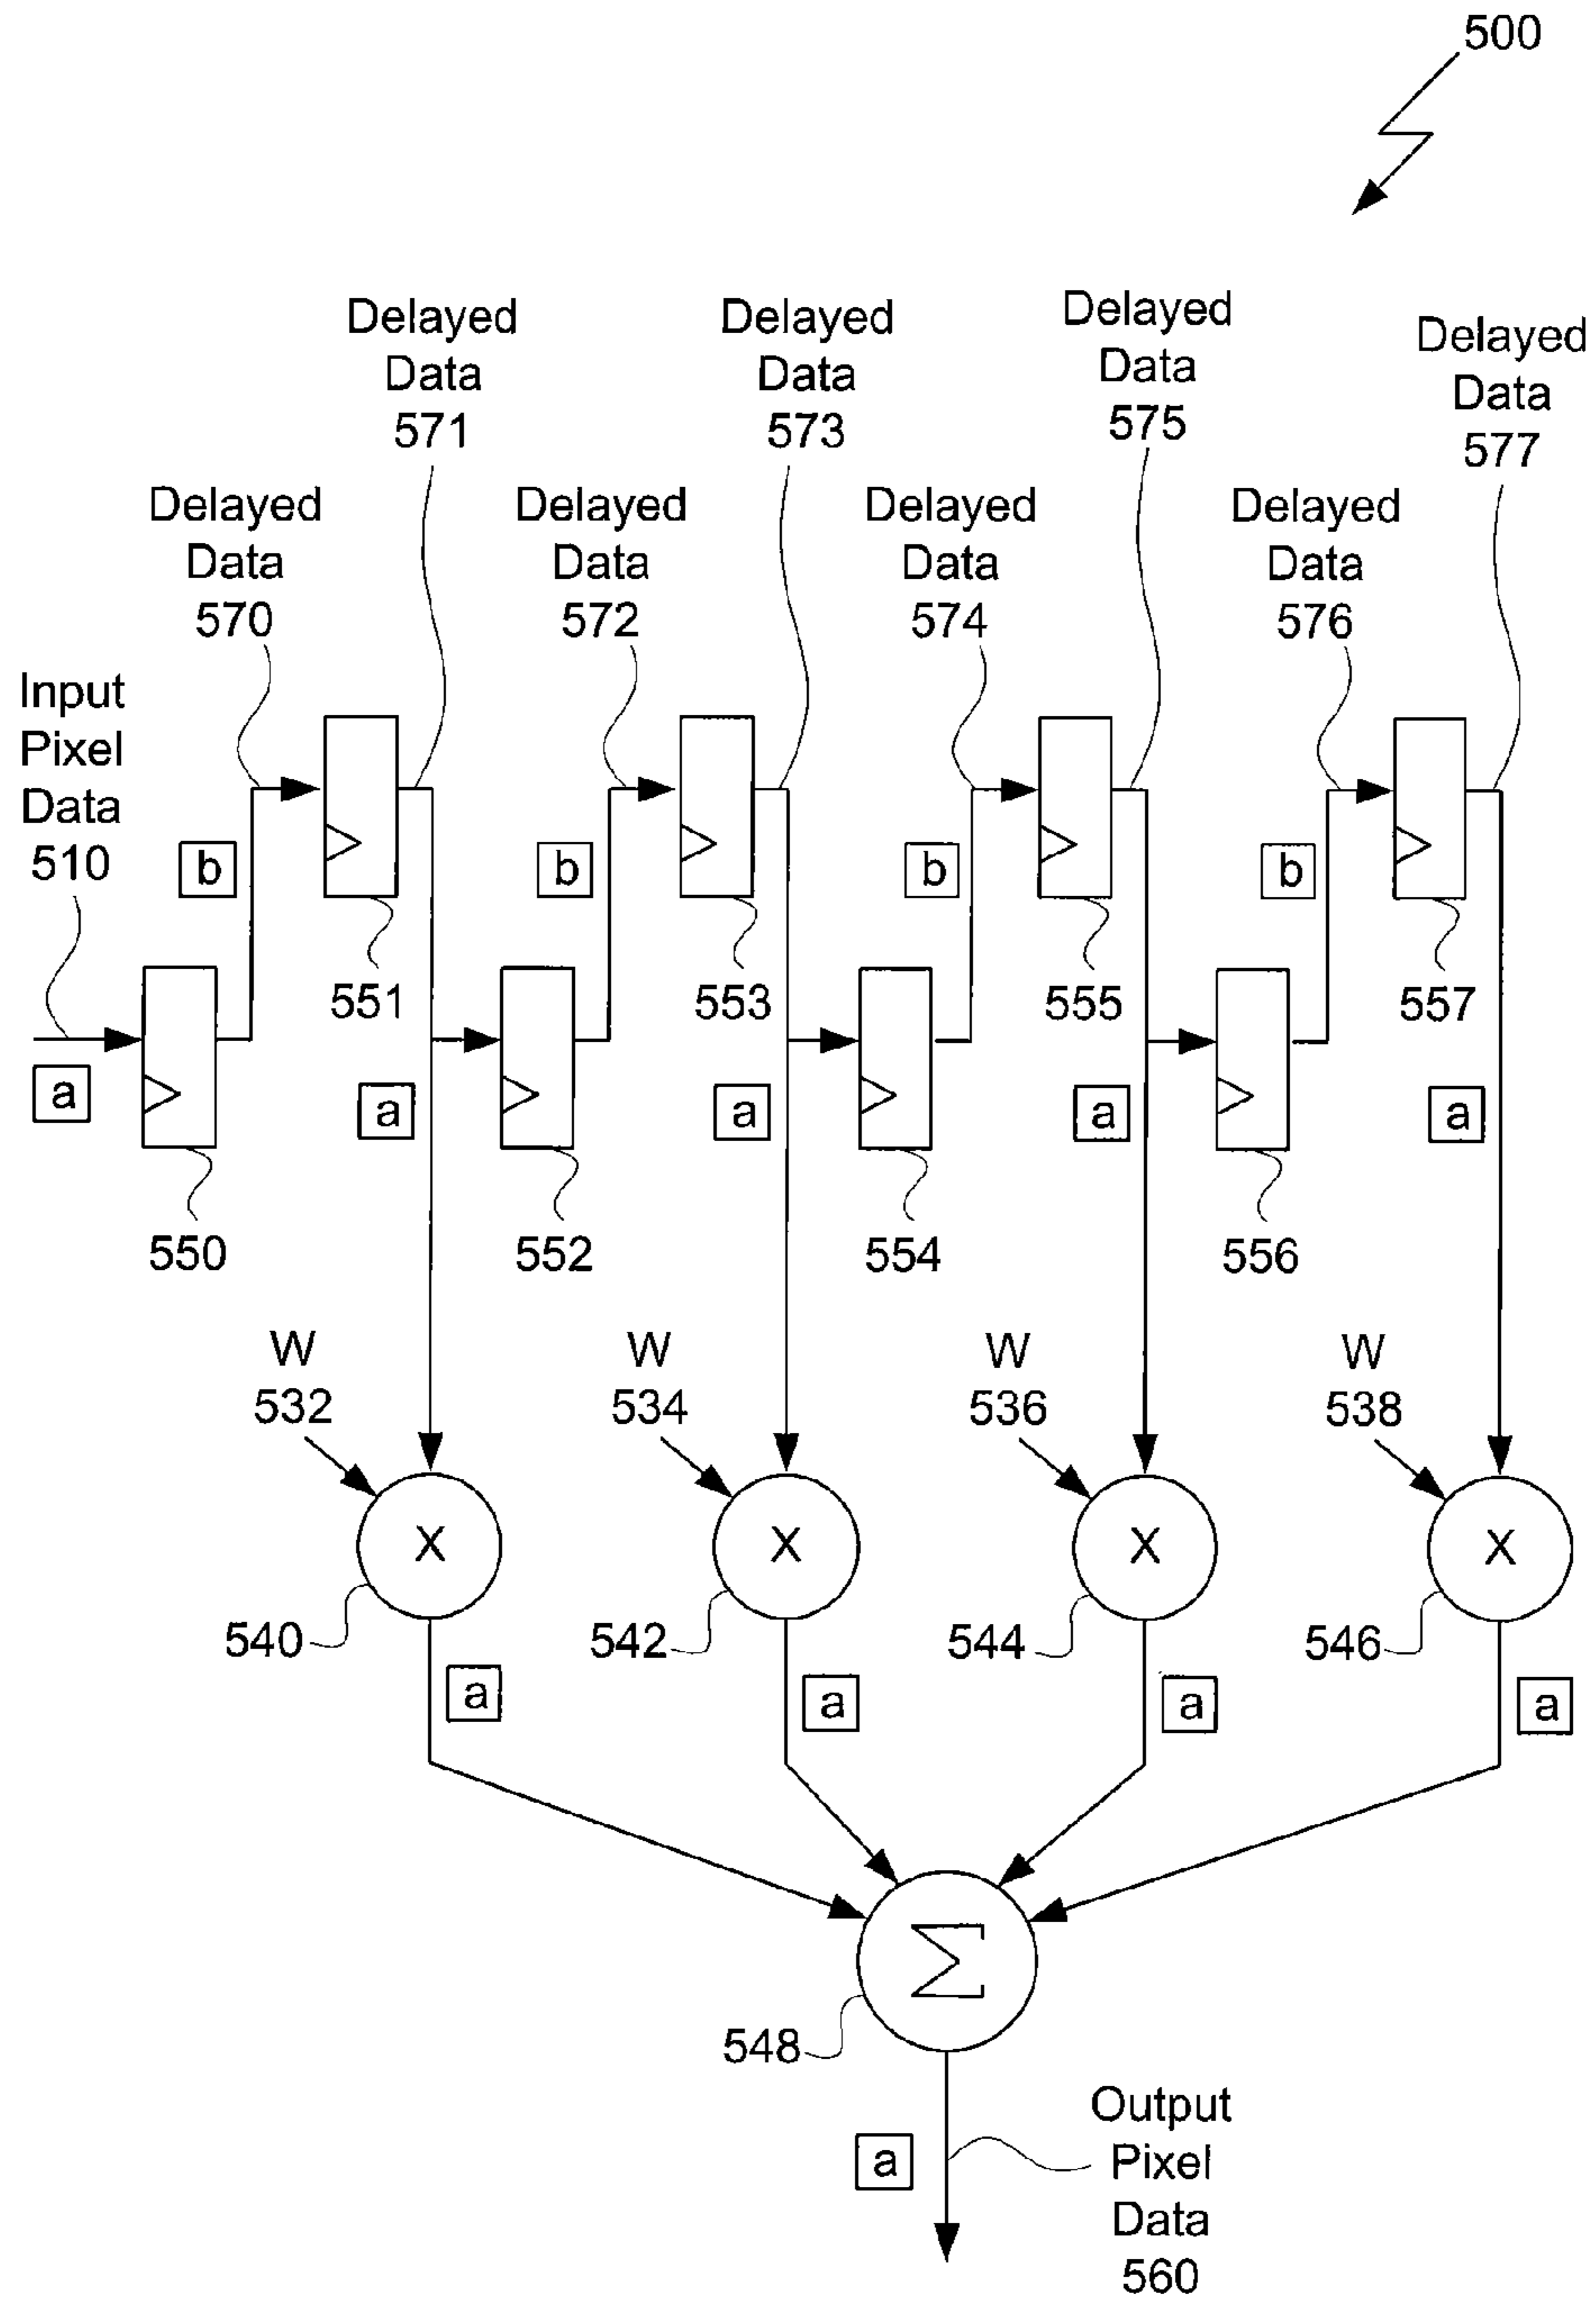 500
Delayed
Data
571
Delayed
Data
573
Delayed
Data
575
Delayed
Data
577
Delayed
Data
570
Delayed
Data
572
Delayed
Data
574
Delayed
Data
576
Input
Pixel
Data
510
b
b
b
b
551
553
555
557
a
a
a
a
a
550
552
554
556
W
532
W
534
W
536
W
538
X
X
X
X
540
542
544
546
a
a
a
a
Σ
548
a
Output
Pixel
Data
560